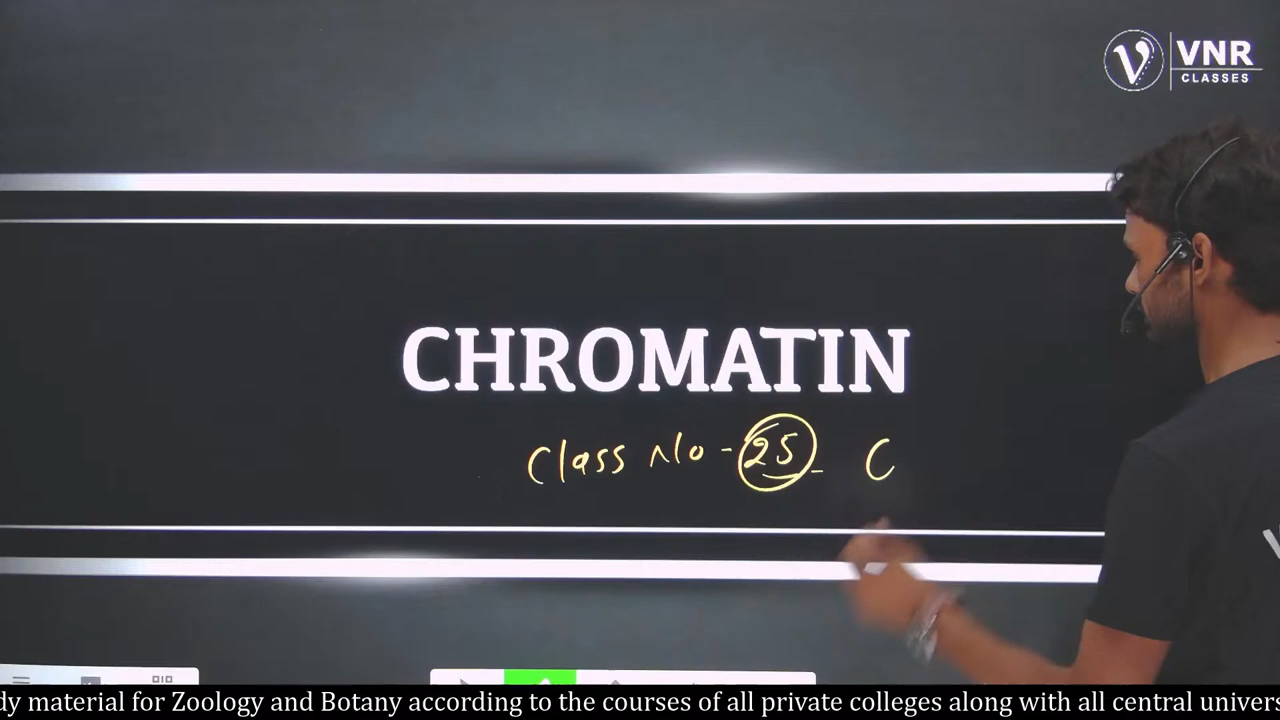 VNR
CLASSES
CHROMATIN
Class No - 25 - C
dy material for Zoology and Botany according to the courses of all private colleges along with all central univers